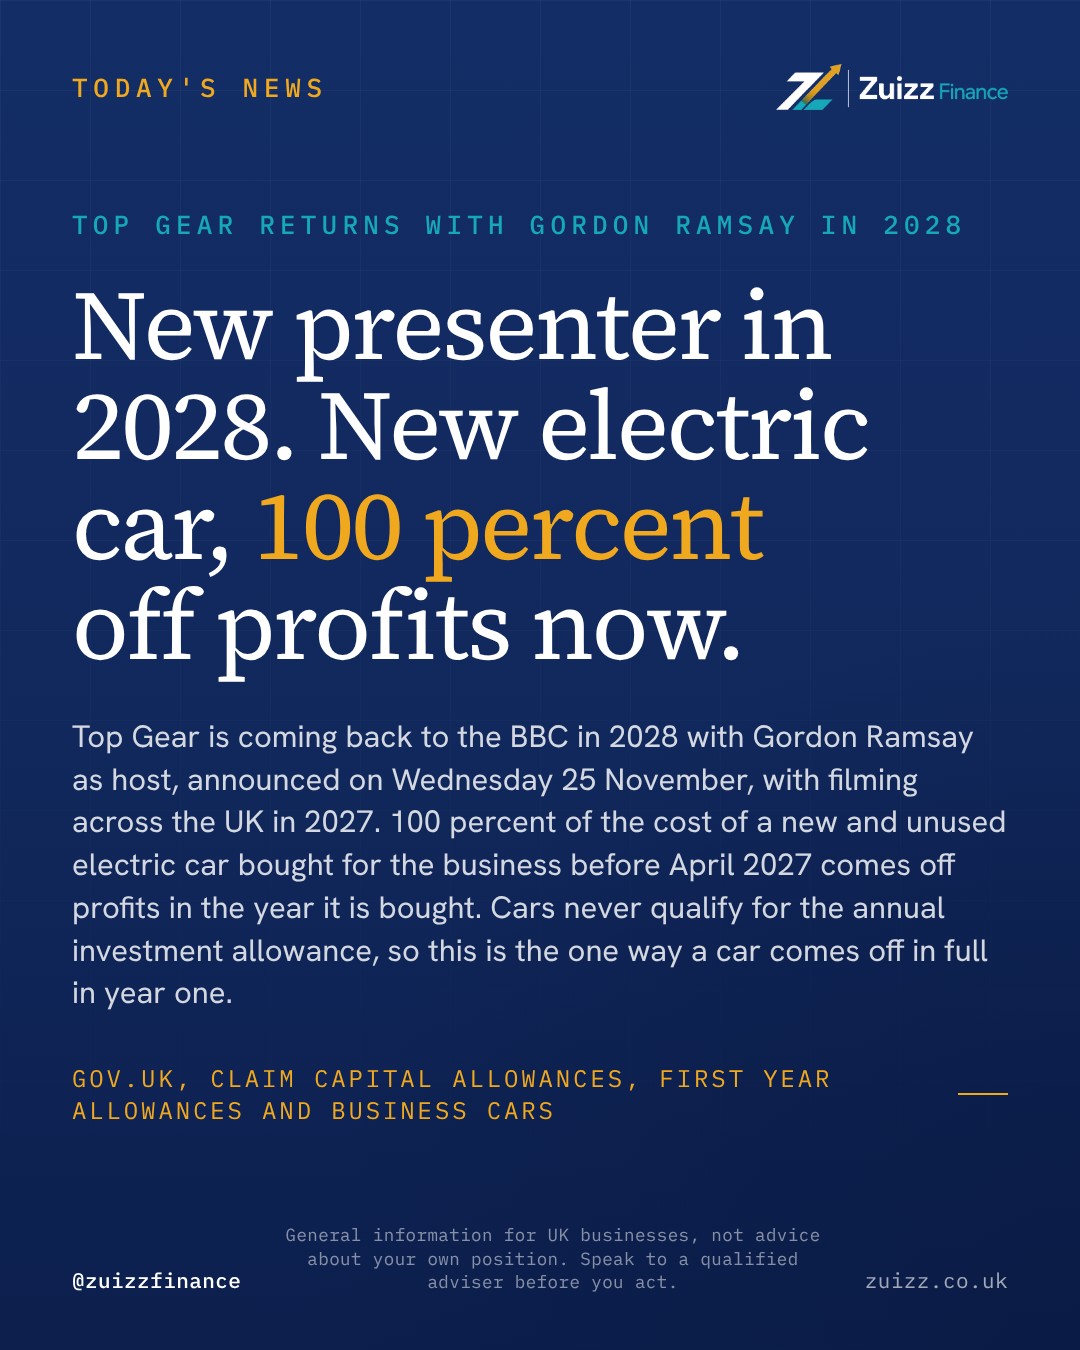 TODAY'S NEWS
Zuizz Finance
TOP GEAR RETURNS WITH GORDON RAMSAY IN 2028
New presenter in
2028. New electric
car, 100 percent
off profits now.
Top Gear is coming back to the BBC in 2028 with Gordon Ramsay
as host, announced on Wednesday 25 November, with filming
across the UK in 2027. 100 percent of the cost of a new and unused
electric car bought for the business before April 2027 comes off
profits in the year it is bought. Cars never qualify for the annual
investment allowance, so this is the one way a car comes off in full
in year one.
GOV.UK, CLAIM CAPITAL ALLOWANCES, FIRST YEAR
ALLOWANCES AND BUSINESS CARS
General information for UK businesses, not advice
about your own position. Speak to a qualified
adviser before you act.
@zuizzfinance
zuizz.co.uk